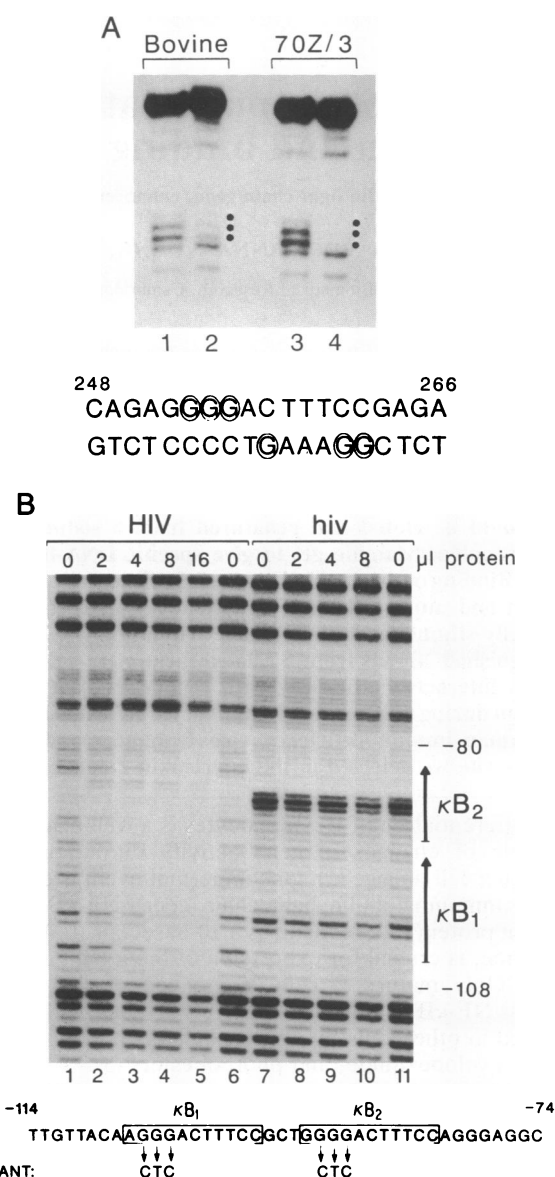 A
Bovine 70Z/3
1 2 3 4
248 266
CAGAGGGGACTTTCCGAGA
GTCTCCCCTGAAAGGCTCT
B
HIV hiv
0 2 4 8 16 0 0 2 4 8 0 µl protein
-80
κB2
κB1
-108
1 2 3 4 5 6 7 8 9 10 11
-114 κB1 κB2 -74
TTGTTACAAGGGACTTTCCGCTGGGGACTTTCCAGGGAGGC
ANT: CTC CTC